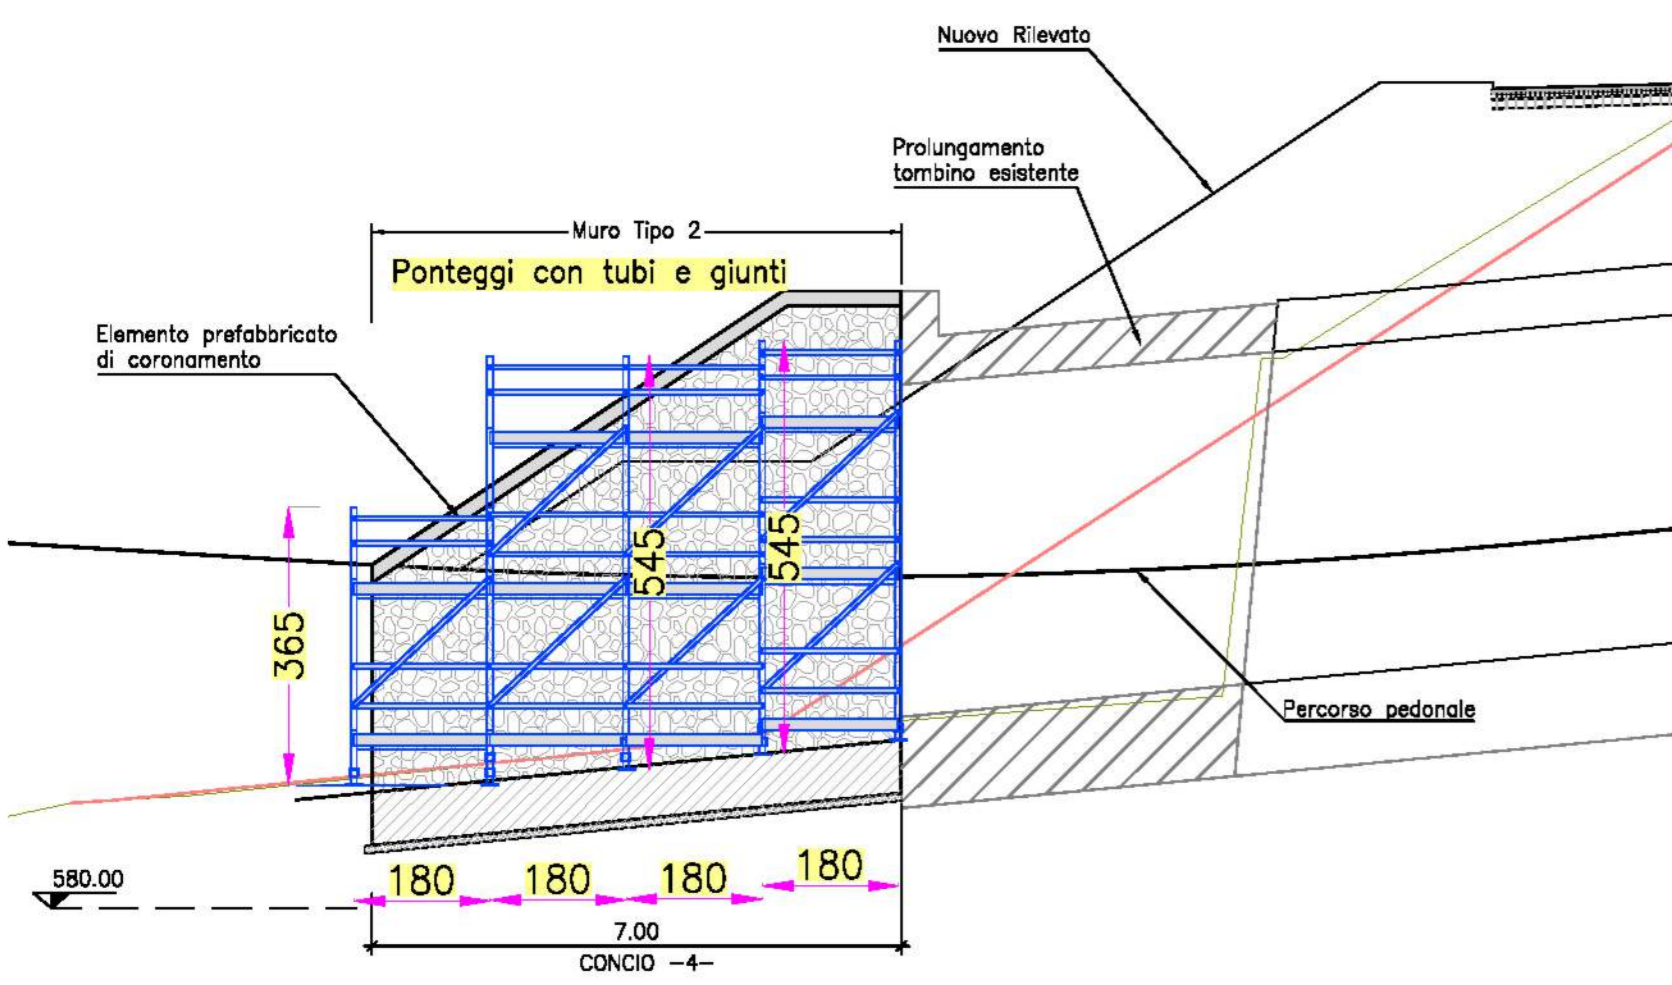 Nuovo Rilevato
Prolungamento
tombino esistente
Muro Tipo 2
Ponteggi con tubi e giunti
Elemento prefabbricato
di coronamento
365
545
545
Percorso pedonale
580.00
180
180
180
180
7.00
CONCIO -4-